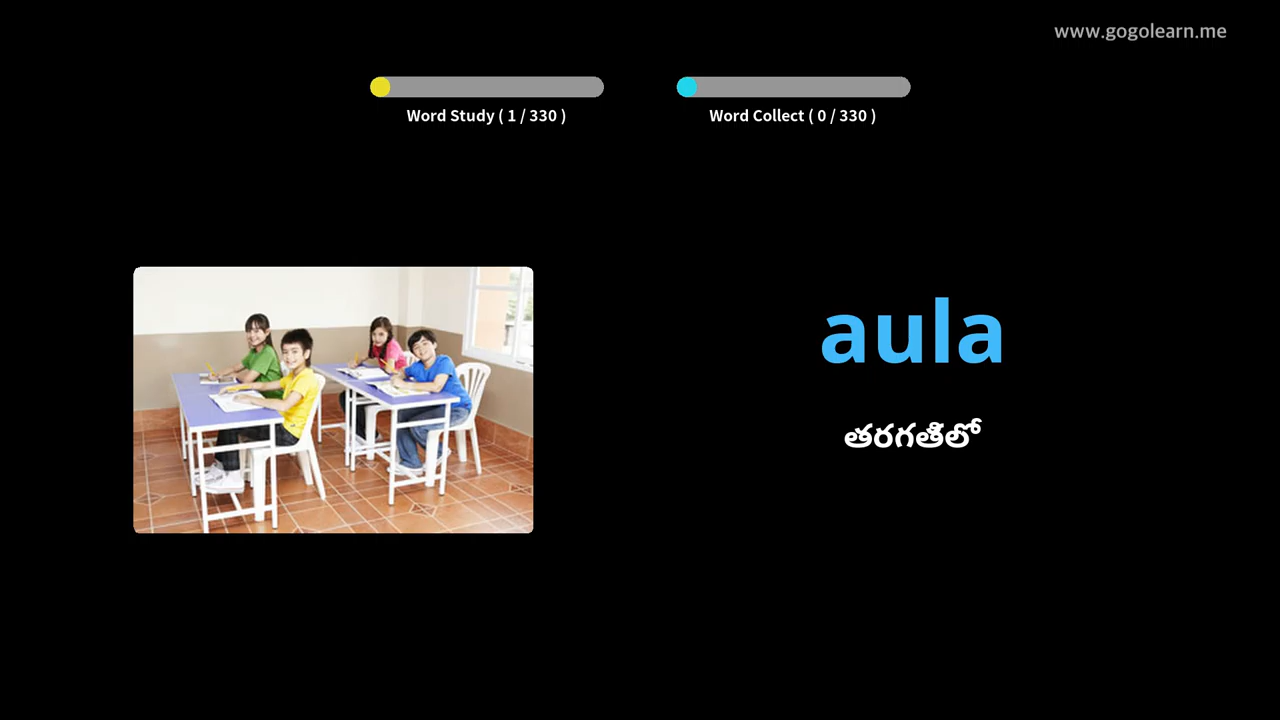 www.gogolearn.me
Word Study ( 1 / 330 )
Word Collect ( 0 / 330 )
aula
తరగతిలో